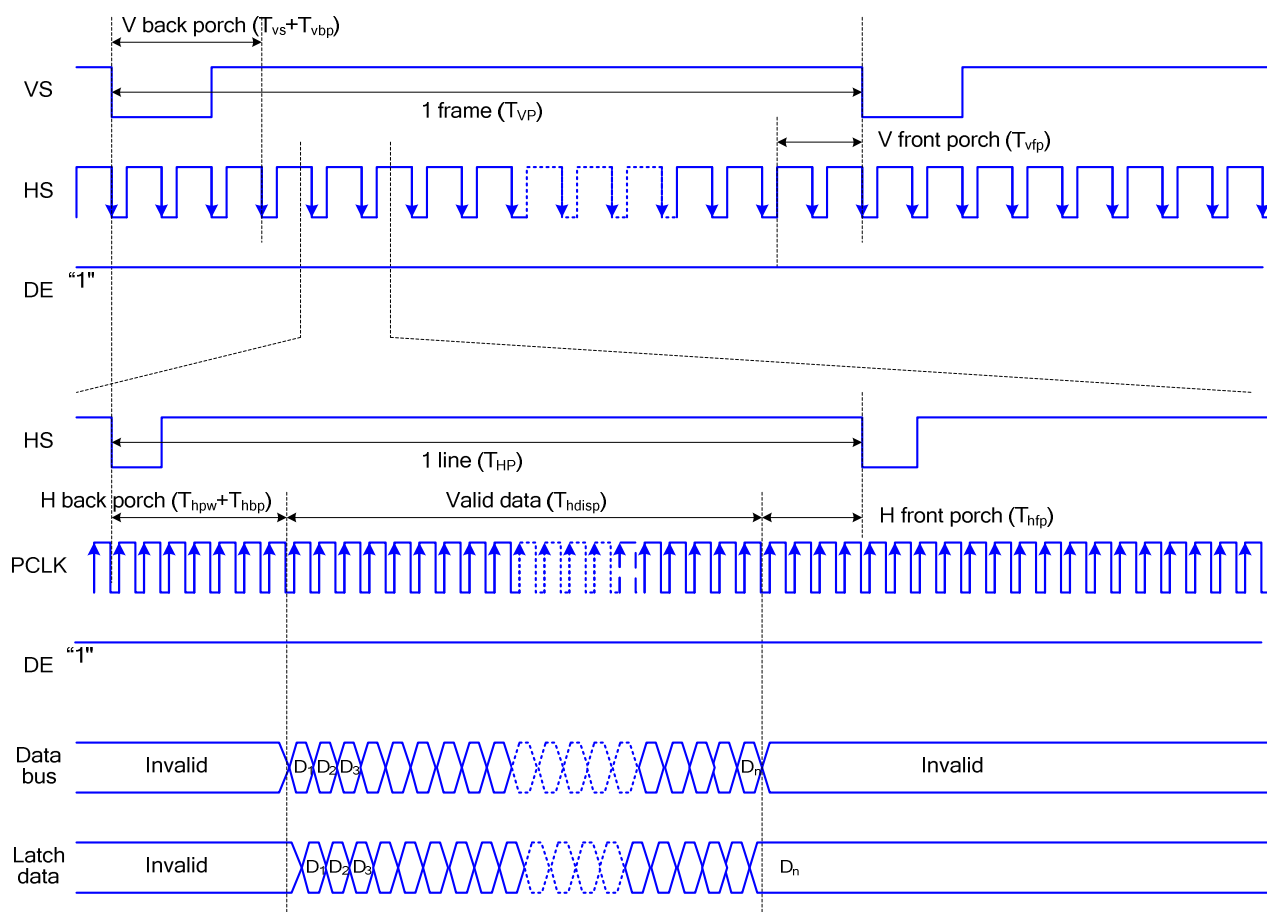 V back porch (Tvs+Tvbp)
VS
1 frame (TVP)
V front porch (Tvfp)
HS
DE "1"
HS
1 line (THP)
H back porch (Thpw+Thbp)
Valid data (Thdisp)
H front porch (Thfp)
PCLK
DE "1"
Data
bus
Invalid
D1 D2 D3
Dn
Invalid
Latch
data
Invalid
D1 D2 D3
Dn